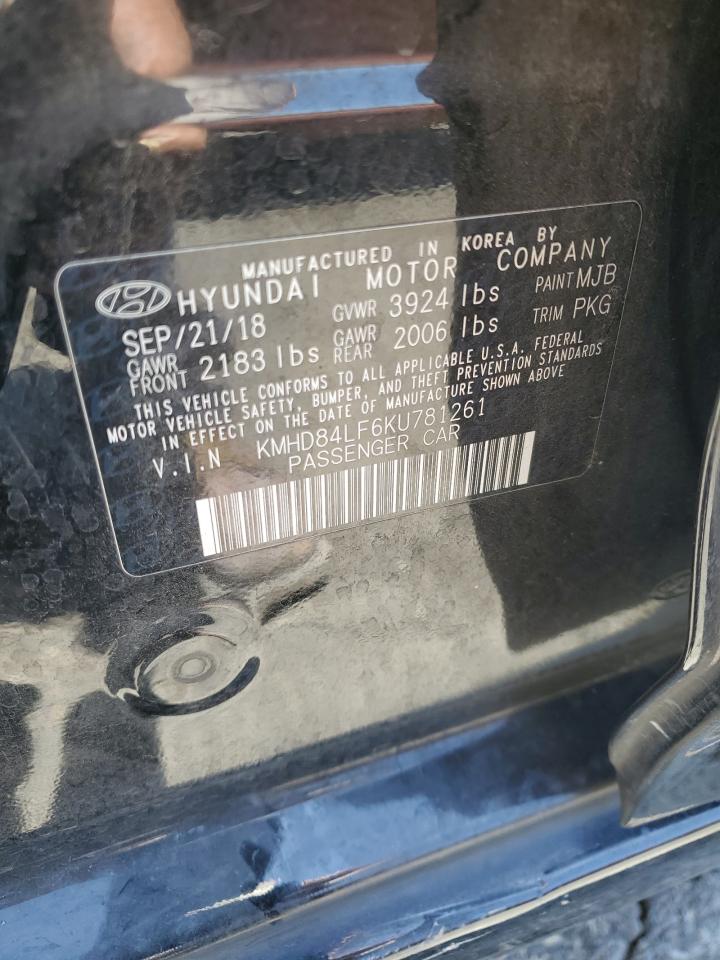 MANUFACTURED IN KOREA BY
HYUNDAI MOTOR COMPANY
SEP/21/18 GVWR 3924 lbs PAINT MJB
GAWR FRONT 2183 lbs GAWR REAR 2006 lbs TRIM PKG
THIS VEHICLE CONFORMS TO ALL APPLICABLE U.S.A. FEDERAL
MOTOR VEHICLE SAFETY, BUMPER, AND THEFT PREVENTION STANDARDS
IN EFFECT ON THE DATE OF MANUFACTURE SHOWN ABOVE
V.I.N KMHD84LF6KU781261
PASSENGER CAR